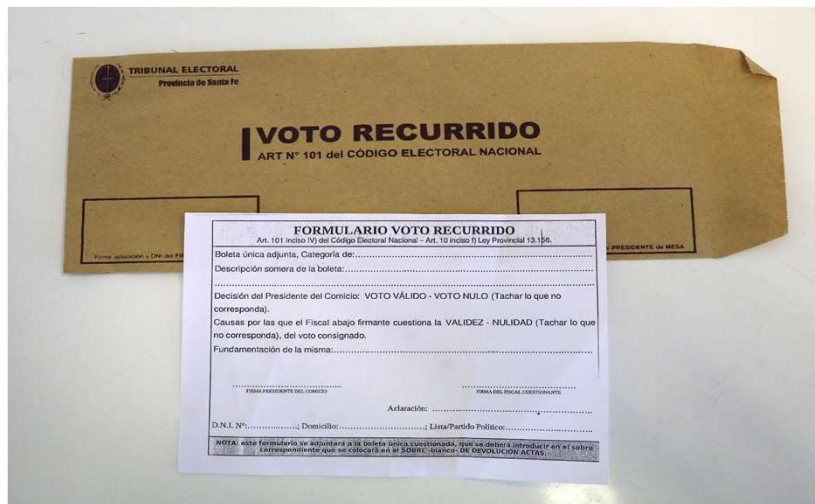 TRIBUNAL ELECTORAL
Provincia de Santa Fe
VOTO RECURRIDO
ART N° 101 del CÓDIGO ELECTORAL NACIONAL
Firma, aclaración y DNI del
PRESIDENTE de MESA
FORMULARIO VOTO RECURRIDO
Art. 101 inciso IV) del Código Electoral Nacional – Art. 10 inciso f) Ley Provincial 13.156.
Boleta única adjunta, Categoría de:
Descripción somera de la boleta:
Decisión del Presidente del Comicio: VOTO VÁLIDO - VOTO NULO (Tachar lo que no
corresponda).
Causas por las que el Fiscal abajo firmante cuestiona la VALIDEZ - NULIDAD (Tachar lo que
no corresponda), del voto consignado.
Fundamentación de la misma:
FIRMA PRESIDENTE DEL COMICIO
FIRMA DEL FISCAL CUESTIONANTE
Aclaración:
D.N.I. N°:; Domicilio:; Lista/Partido Político:
NOTA: este formulario se adjuntará a la boleta única cuestionada, que se deberá introducir en el sobre
correspondiente que se colocará en el SOBRE -blanco- DE DEVOLUCIÓN ACTAS.